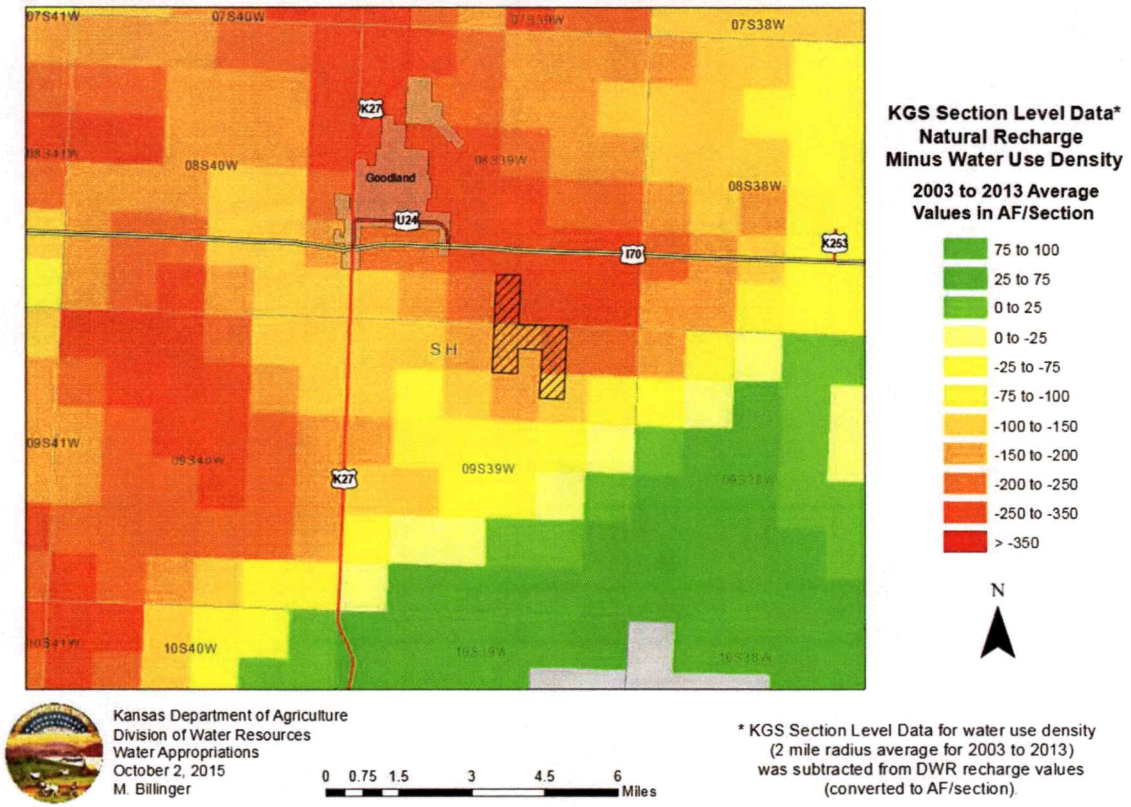 07S41W
07S40W
07S39W
07S38W
K27
08S41W
08S40W
08S39W
08S38W
Goodland
U24
I70
K253
SH
09S41W
09S40W
K27
09S39W
09S38W
10S41W
10S40W
10S39W
10S38W
KGS Section Level Data*
Natural Recharge
Minus Water Use Density
2003 to 2013 Average
Values in AF/Section
75 to 100
25 to 75
0 to 25
0 to -25
-25 to -75
-75 to -100
-100 to -150
-150 to -200
-200 to -250
-250 to -350
> -350
N
Kansas Department of Agriculture
Division of Water Resources
Water Appropriations
October 2, 2015
M. Billinger
0 0.75 1.5 3 4.5 6
Miles
* KGS Section Level Data for water use density
(2 mile radius average for 2003 to 2013)
was subtracted from DWR recharge values
(converted to AF/section).